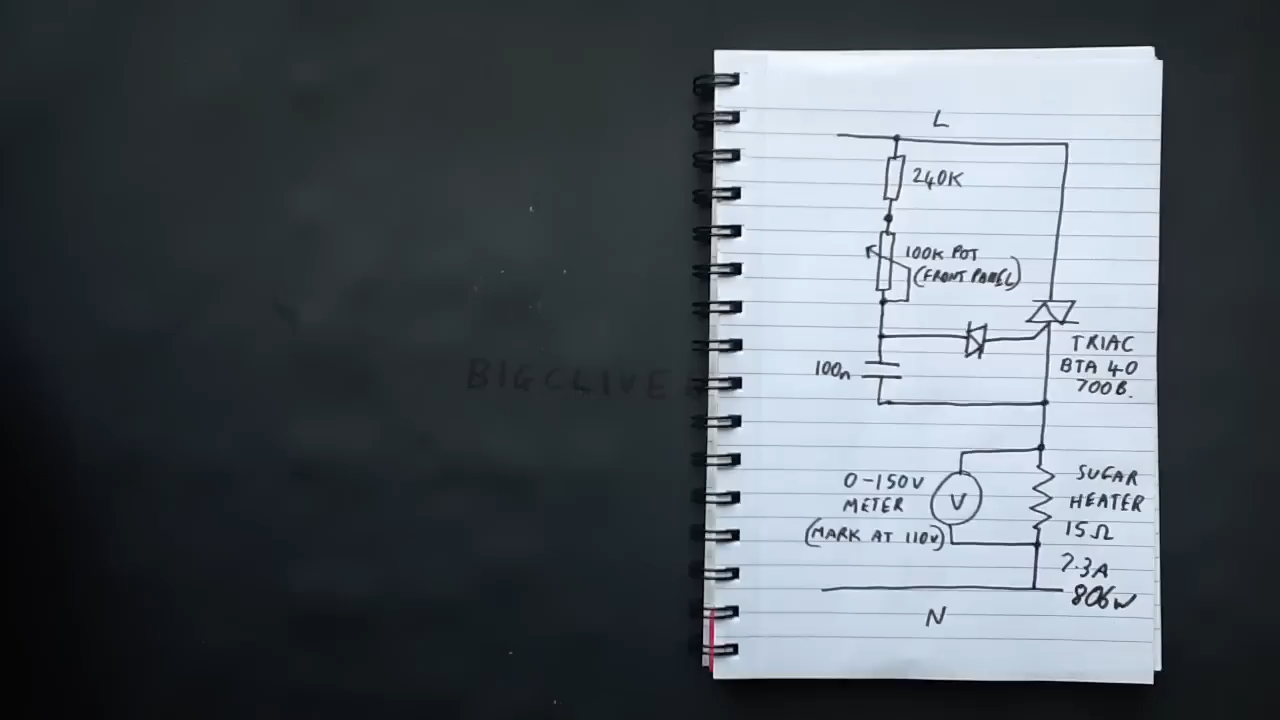 L
240K
100K POT
(FRONT PANEL)
TRIAC
BTA 40
700B.
100n
BIGCLIVE
0-150V
METER
(MARK AT 110V)
V
SUGAR
HEATER
15Ω
7.3A
806W
N